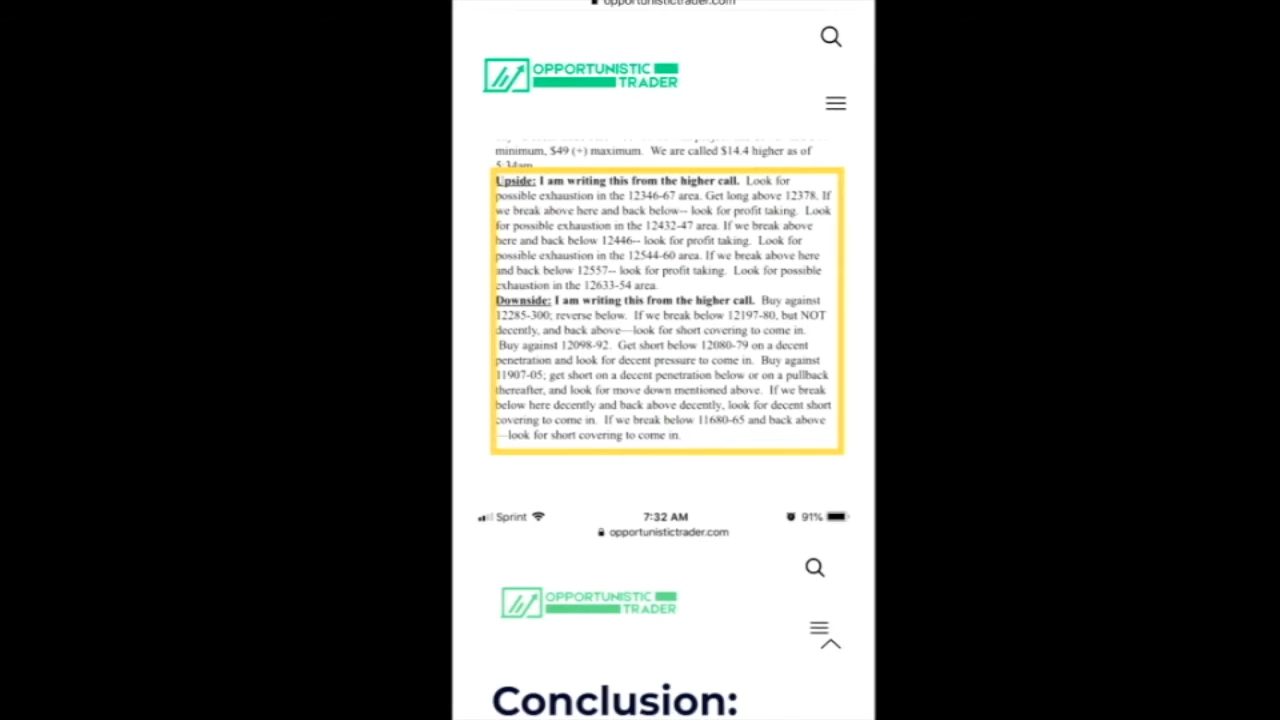 opportunistictrader.com
OPPORTUNISTIC
TRADER
minimum, $49 (+) maximum. We are called $14.4 higher as of
5:34am
Upside: I am writing this from the higher call. Look for
possible exhaustion in the 12346-67 area. Get long above 12378. If
we break above here and back below-- look for profit taking. Look
for possible exhaustion in the 12432-47 area. If we break above
here and back below 12446-- look for profit taking. Look for
possible exhaustion in the 12544-60 area. If we break above here
and back below 12557-- look for profit taking. Look for possible
exhaustion in the 12633-54 area.
Downside: I am writing this from the higher call. Buy against
12285-300; reverse below. If we break below 12197-80, but NOT
decently, and back above—look for short covering to come in.
Buy against 12098-92. Get short below 12080-79 on a decent
penetration and look for decent pressure to come in. Buy against
11907-05; get short on a decent penetration below or on a pullback
thereafter, and look for move down mentioned above. If we break
below here decently and back above decently, look for decent short
covering to come in. If we break below 11680-65 and back above
—look for short covering to come in.
Sprint 7:32 AM 91%
opportunistictrader.com
OPPORTUNISTIC
TRADER
Conclusion: